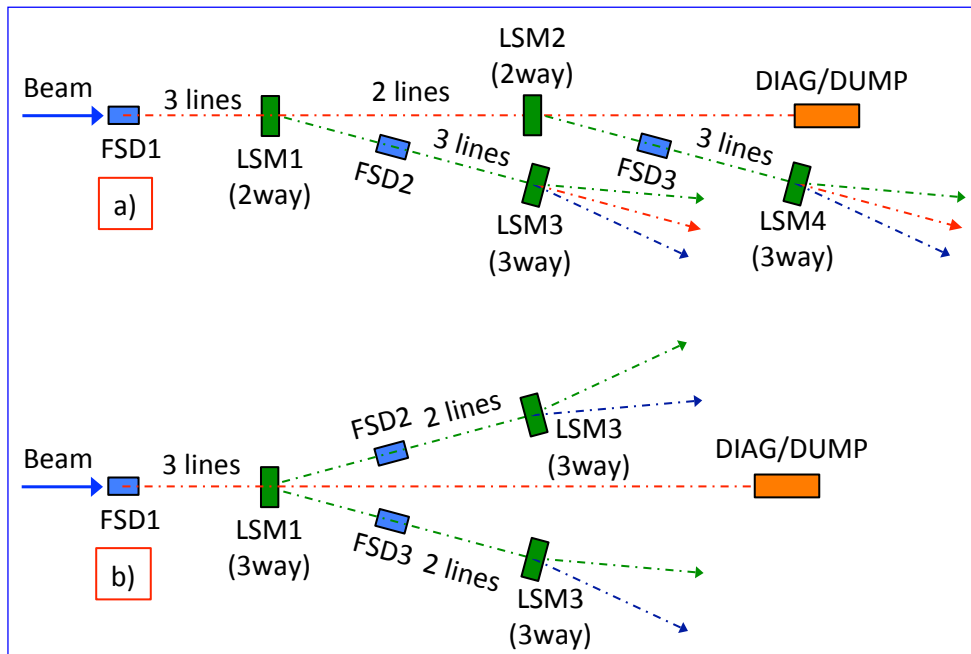 LSM2
(2way)
Beam
3 lines
2 lines
DIAG/DUMP
FSD1
LSM1
(2way)
FSD2
3 lines
FSD3
3 lines
a)
LSM3
(3way)
LSM4
(3way)
FSD2
2 lines
LSM3
(3way)
DIAG/DUMP
Beam
3 lines
FSD1
LSM1
(3way)
FSD3
2 lines
b)
LSM3
(3way)